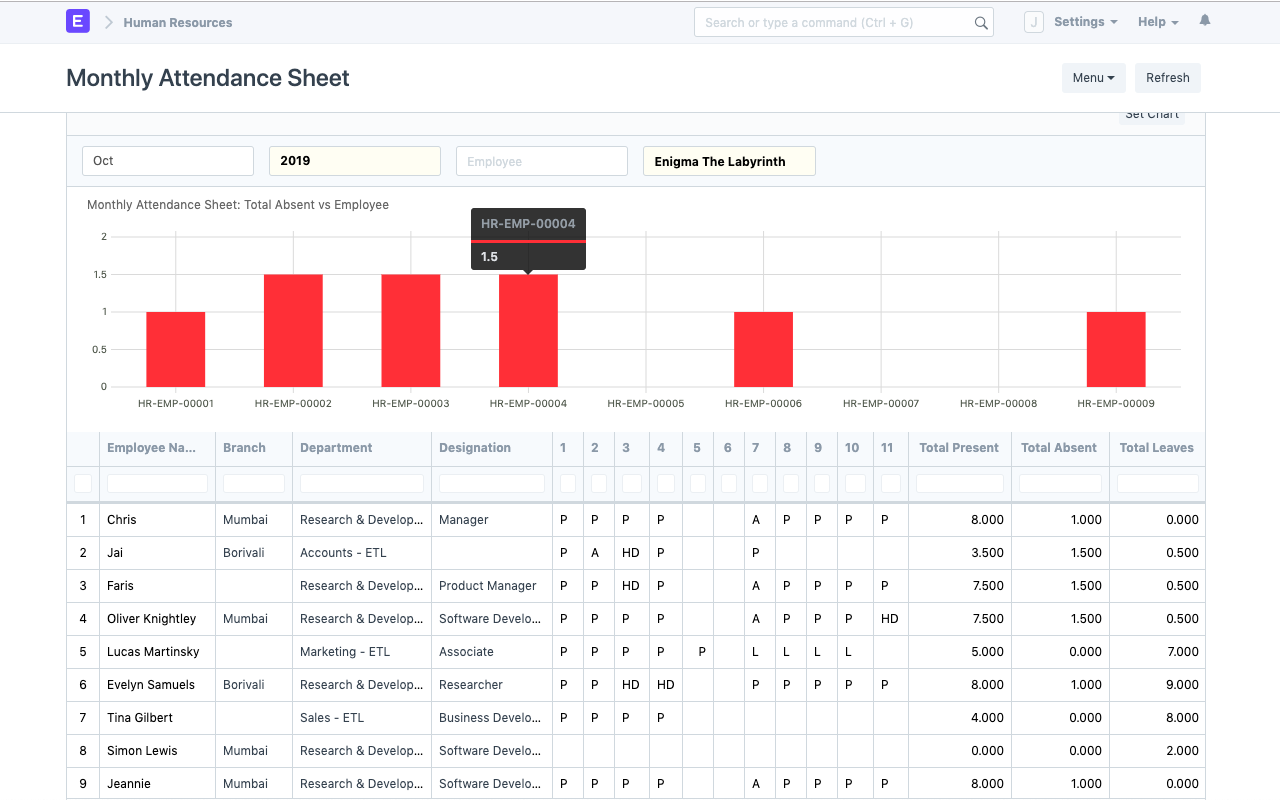 E Human Resources Search or type a command (Ctrl + G) J Settings Help
Monthly Attendance Sheet Menu Refresh
Set Chart
Oct 2019 Employee Enigma The Labyrinth
Monthly Attendance Sheet: Total Absent vs Employee
HR-EMP-00004
1.5
2
1.5
1
0.5
0
HR-EMP-00001 HR-EMP-00002 HR-EMP-00003 HR-EMP-00004 HR-EMP-00005 HR-EMP-00006 HR-EMP-00007 HR-EMP-00008 HR-EMP-00009
Employee Na... Branch Department Designation 1 2 3 4 5 6 7 8 9 10 11 Total Present Total Absent Total Leaves
1 Chris Mumbai Research & Develop... Manager P P P P A P P P P 8.000 1.000 0.000
2 Jai Borivali Accounts - ETL P A HD P P 3.500 1.500 0.500
3 Faris Research & Develop... Product Manager P P HD P A P P P P 7.500 1.500 0.500
4 Oliver Knightley Mumbai Research & Develop... Software Develo... P P P P A P P P HD 7.500 1.500 0.500
5 Lucas Martinsky Marketing - ETL Associate P P P P P L L L L 5.000 0.000 7.000
6 Evelyn Samuels Borivali Research & Develop... Researcher P P HD HD P P P P P 8.000 1.000 9.000
7 Tina Gilbert Sales - ETL Business Develo... P P P P 4.000 0.000 8.000
8 Simon Lewis Mumbai Research & Develop... Software Develo... 0.000 0.000 2.000
9 Jeannie Mumbai Research & Develop... Software Develo... P P P P A P P P P 8.000 1.000 0.000